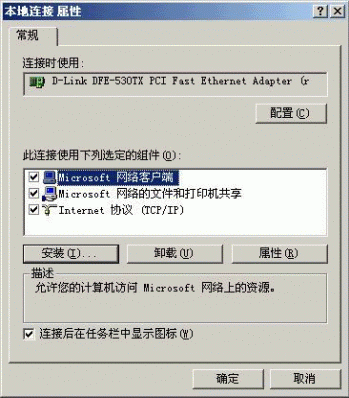 本地连接 属性
常规
连接时使用:
D-Link DFE-530TX PCI Fast Ethernet Adapter (r
配置(C)
此连接使用下列选定的组件(O):
Microsoft 网络客户端
Microsoft 网络的文件和打印机共享
Internet 协议 (TCP/IP)
安装(I)... 卸载(U) 属性(R)
描述
允许您的计算机访问 Microsoft 网络上的资源。
连接后在任务栏中显示图标(W)
确定 取消